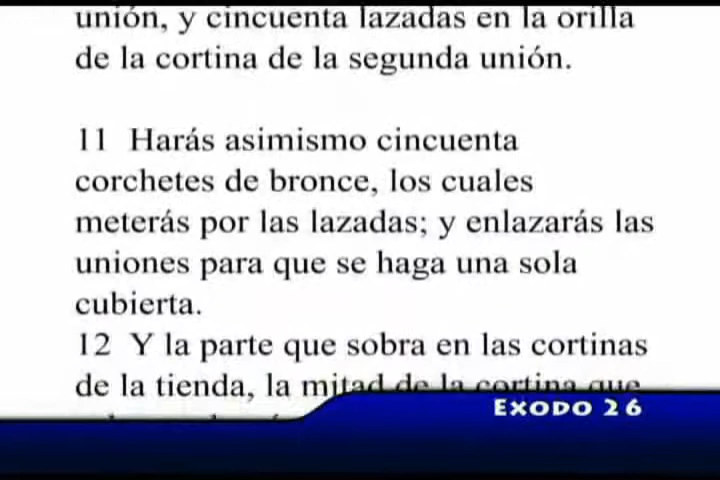 unión, y cincuenta lazadas en la orilla
de la cortina de la segunda unión.
11 Harás asimismo cincuenta
corchetes de bronce, los cuales
meterás por las lazadas; y enlazarás las
uniones para que se haga una sola
cubierta.
12 Y la parte que sobra en las cortinas
de la tienda, la mitad de la cortina que
EXODO 26